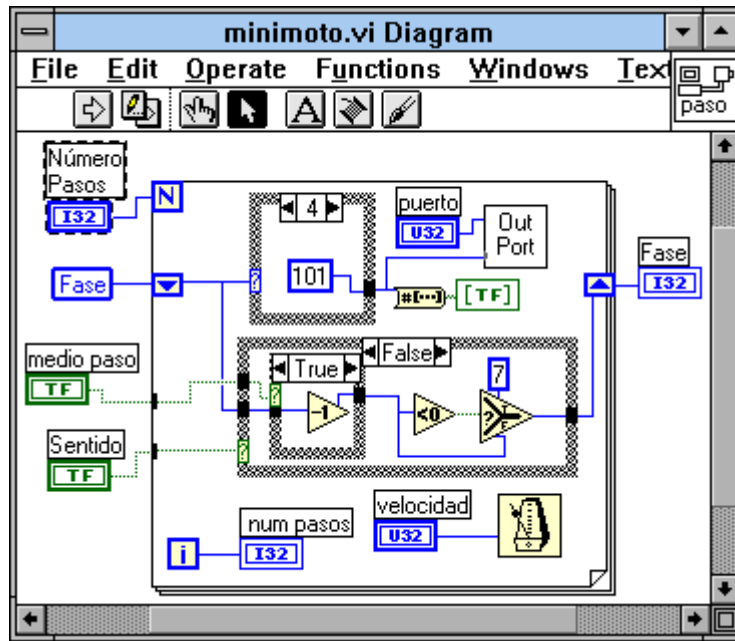 minimoto.vi Diagram
File Edit Operate Functions Windows Text
A
paso
Número
Pasos
I32
N
4
puerto
U32
Out
Port
Fase
I32
Fase
?
101
]#[...]
[TF]
medio paso
TF
True
False
7
?
-1
<0
?
Sentido
TF
?
num pasos
I32
velocidad
U32
i